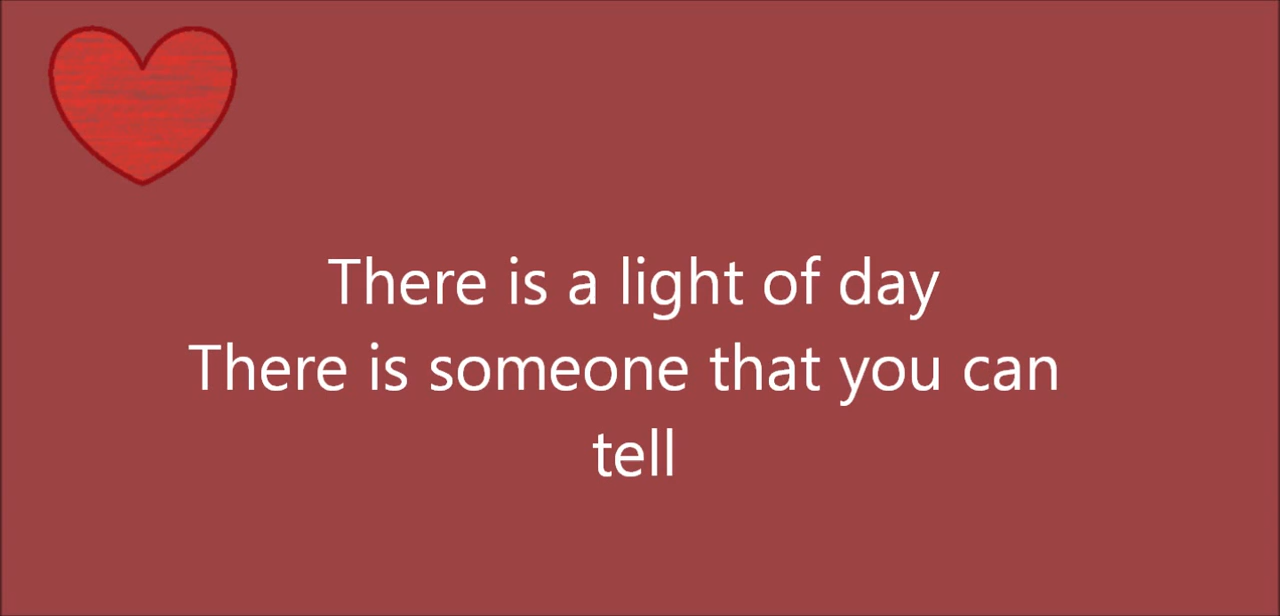 There is a light of day
There is someone that you can
tell